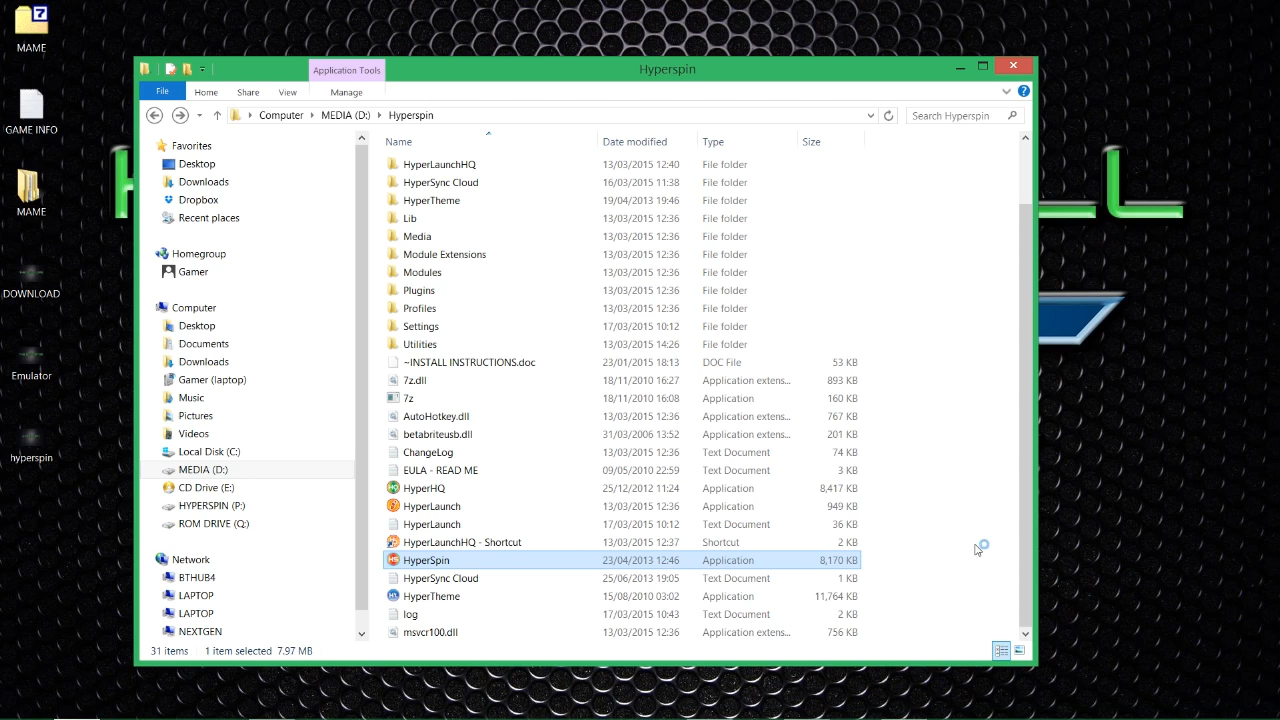 MAME
GAME INFO
MAME
DOWNLOAD
Emulator
hyperspin
Application Tools
Hyperspin
File
Home
Share
View
Manage
Computer
MEDIA (D:)
Hyperspin
Search Hyperspin
Favorites
Desktop
Downloads
Dropbox
Recent places
Homegroup
Gamer
Computer
Desktop
Documents
Downloads
Gamer (laptop)
Music
Pictures
Videos
Local Disk (C:)
MEDIA (D:)
CD Drive (E:)
HYPERSPIN (P:)
ROM DRIVE (Q:)
Network
BTHUB4
LAPTOP
LAPTOP
NEXTGEN
Name Date modified Type Size
HyperLaunchHQ 13/03/2015 12:40 File folder
HyperSync Cloud 16/03/2015 11:38 File folder
HyperTheme 19/04/2013 19:46 File folder
Lib 13/03/2015 12:36 File folder
Media 13/03/2015 12:36 File folder
Module Extensions 13/03/2015 12:36 File folder
Modules 13/03/2015 12:36 File folder
Plugins 13/03/2015 12:36 File folder
Profiles 13/03/2015 12:36 File folder
Settings 17/03/2015 10:12 File folder
Utilities 13/03/2015 14:26 File folder
~INSTALL INSTRUCTIONS.doc 23/01/2015 18:13 DOC File 53 KB
7z.dll 18/11/2010 16:27 Application extens... 893 KB
7z 18/11/2010 16:08 Application 160 KB
AutoHotkey.dll 13/03/2015 12:36 Application extens... 767 KB
betabriteusb.dll 31/03/2006 13:52 Application extens... 201 KB
ChangeLog 13/03/2015 12:36 Text Document 74 KB
EULA - READ ME 09/05/2010 22:59 Text Document 3 KB
HyperHQ 25/12/2012 11:24 Application 8,417 KB
HyperLaunch 13/03/2015 12:36 Application 949 KB
HyperLaunch 17/03/2015 10:12 Text Document 36 KB
HyperLaunchHQ - Shortcut 13/03/2015 12:37 Shortcut 2 KB
HyperSpin 23/04/2013 12:46 Application 8,170 KB
HyperSync Cloud 25/06/2013 19:05 Text Document 1 KB
HyperTheme 15/08/2010 03:02 Application 11,764 KB
log 17/03/2015 10:43 Text Document 2 KB
msvcr100.dll 13/03/2015 12:36 Application extens... 756 KB
31 items 1 item selected 7.97 MB